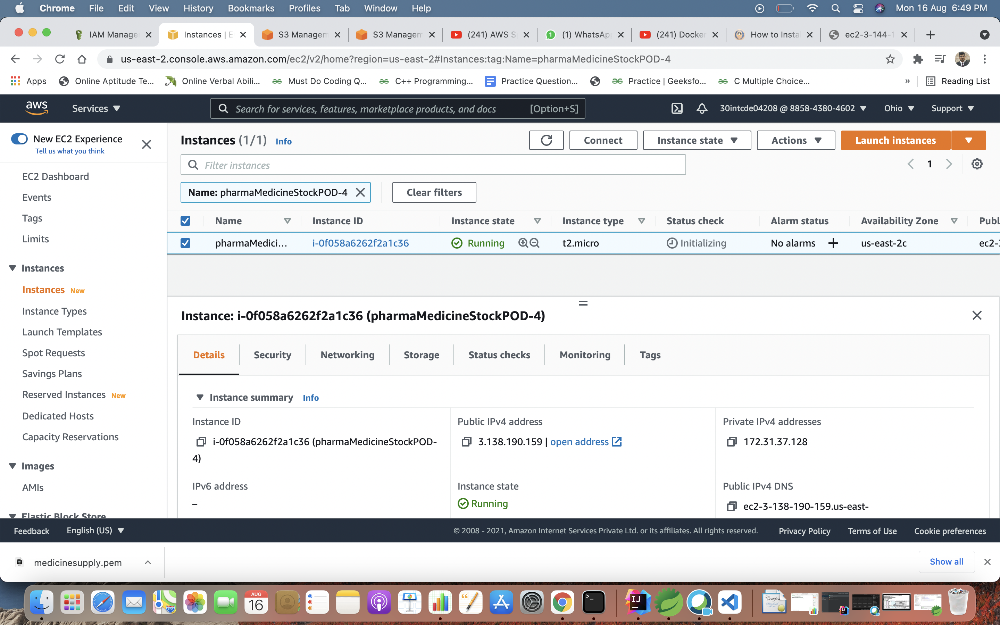 Chrome File Edit View History Bookmarks Profiles Tab Window Help Mon 16 Aug 6:49 PM
IAM Manage Instances | E S3 Managem S3 Managem (241) AWS S (1) WhatsAp (241) Docker How to Insta ec2-3-144-1
us-east-2.console.aws.amazon.com/ec2/v2/home?region=us-east-2#Instances:tag:Name=pharmaMedicineStockPOD-4
Apps Online Aptitude Te... Online Verbal Abili... Must Do Coding Q... C++ Programming... Practice Question... Practice | Geeksfo... C Multiple Choice... » Reading List
aws Services Search for services, features, marketplace products, and docs [Option+S] 30intcde04208 @ 8858-4380-4602 Ohio Support
New EC2 Experience
Tell us what you think
EC2 Dashboard
Events
Tags
Limits
Instances
Instances New
Instance Types
Launch Templates
Spot Requests
Savings Plans
Reserved Instances New
Dedicated Hosts
Capacity Reservations
Images
AMIs
Elastic Block Store
Instances (1/1) Info Connect Instance state Actions Launch instances
Filter instances 1
Name: pharmaMedicineStockPOD-4 Clear filters
Name Instance ID Instance state Instance type Status check Alarm status Availability Zone Publ
pharmaMedici... i-0f058a6262f2a1c36 Running t2.micro Initializing No alarms us-east-2c ec2-3
Instance: i-0f058a6262f2a1c36 (pharmaMedicineStockPOD-4)
Details Security Networking Storage Status checks Monitoring Tags
Instance summary Info
Instance ID Public IPv4 address Private IPv4 addresses
i-0f058a6262f2a1c36 (pharmaMedicineStockPOD- 3.138.190.159 | open address 172.31.37.128
4)
IPv6 address Instance state Public IPv4 DNS
– Running ec2-3-138-190-159.us-east-
Feedback English (US) © 2008 - 2021, Amazon Internet Services Private Ltd. or its affiliates. All rights reserved. Privacy Policy Terms of Use Cookie preferences
medicinesupply.pem Show all
AUG
16
280
IJ